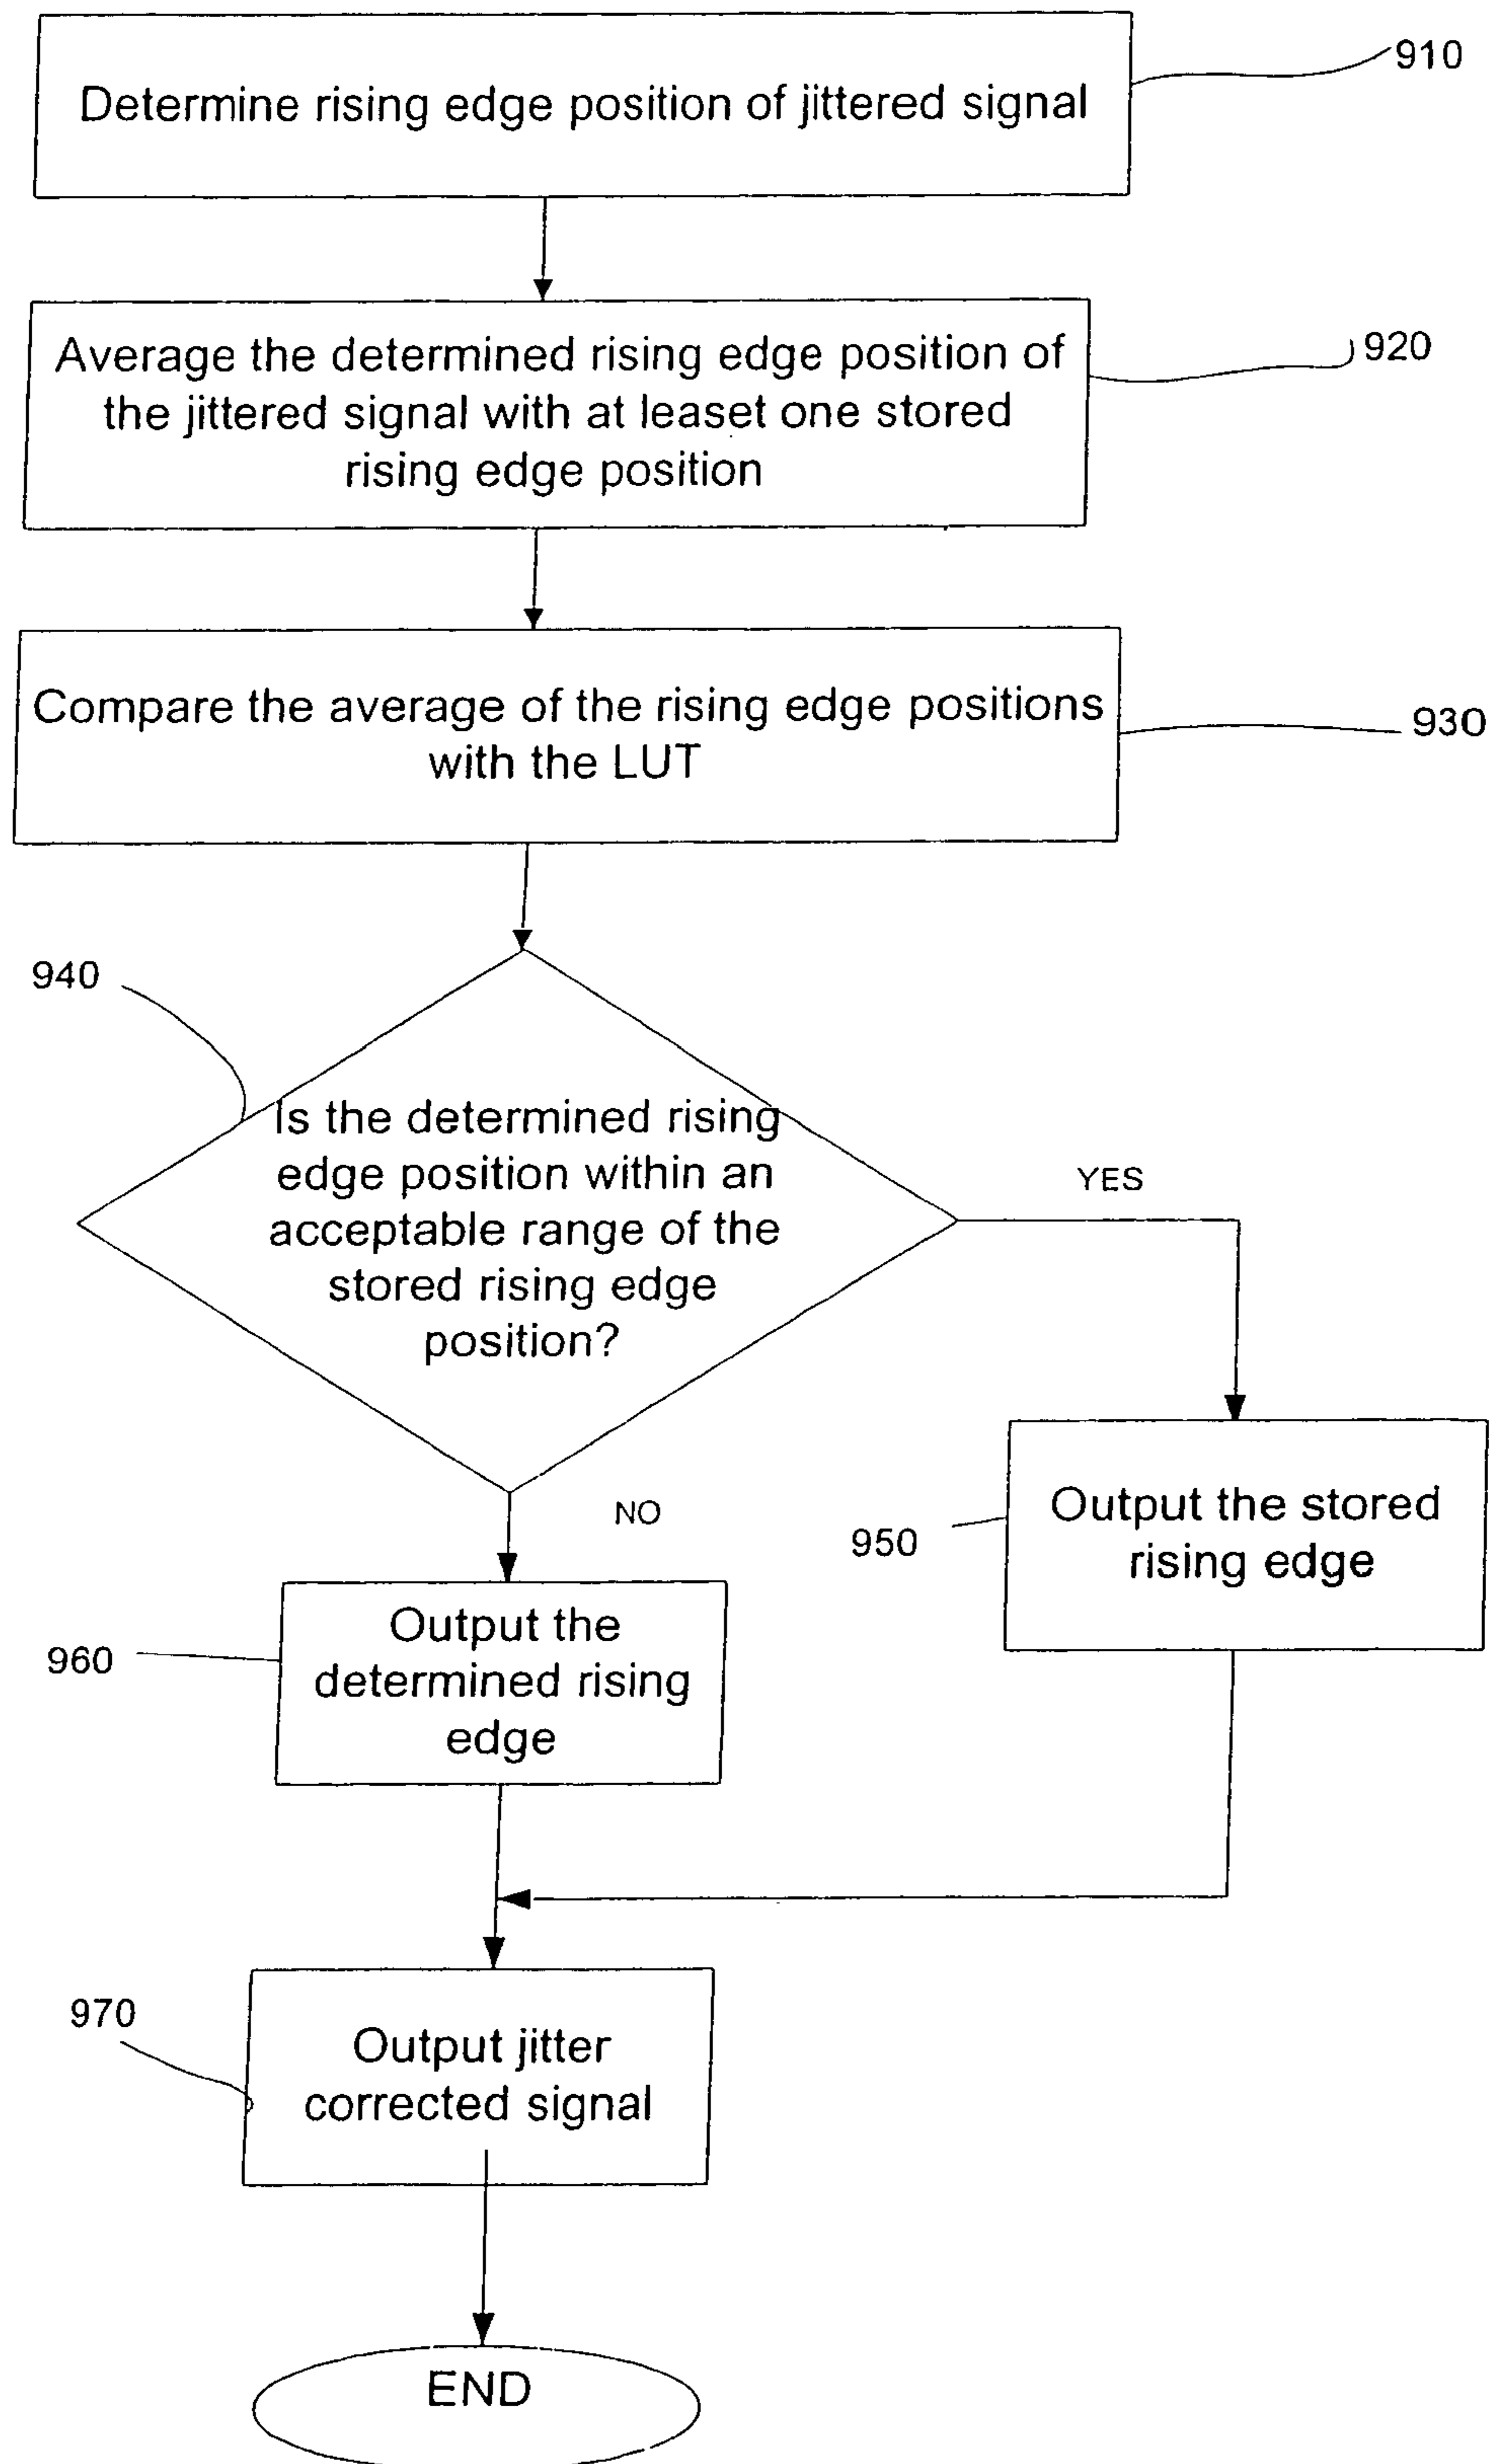 Determine rising edge position of jittered signal
910
Average the determined rising edge position of
the jittered signal with at leaset one stored
rising edge position
920
Compare the average of the rising edge positions
with the LUT
930
940
Is the determined rising
edge position within an
acceptable range of the
stored rising edge
position?
YES
NO
950
Output the stored
rising edge
960
Output the
determined rising
edge
970
Output jitter
corrected signal
END